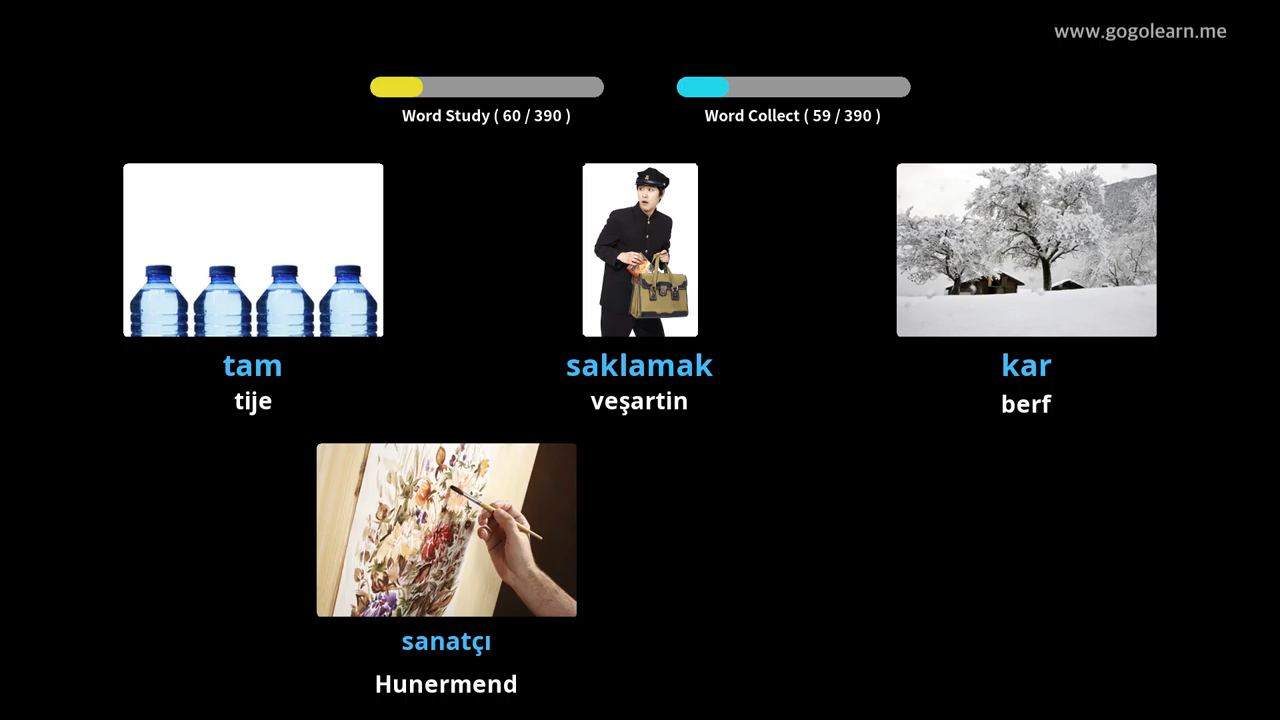 www.gogolearn.me
Word Study ( 60 / 390 )
Word Collect ( 59 / 390 )
tam
tije
saklamak
veşartin
kar
berf
sanatçı
Hunermend